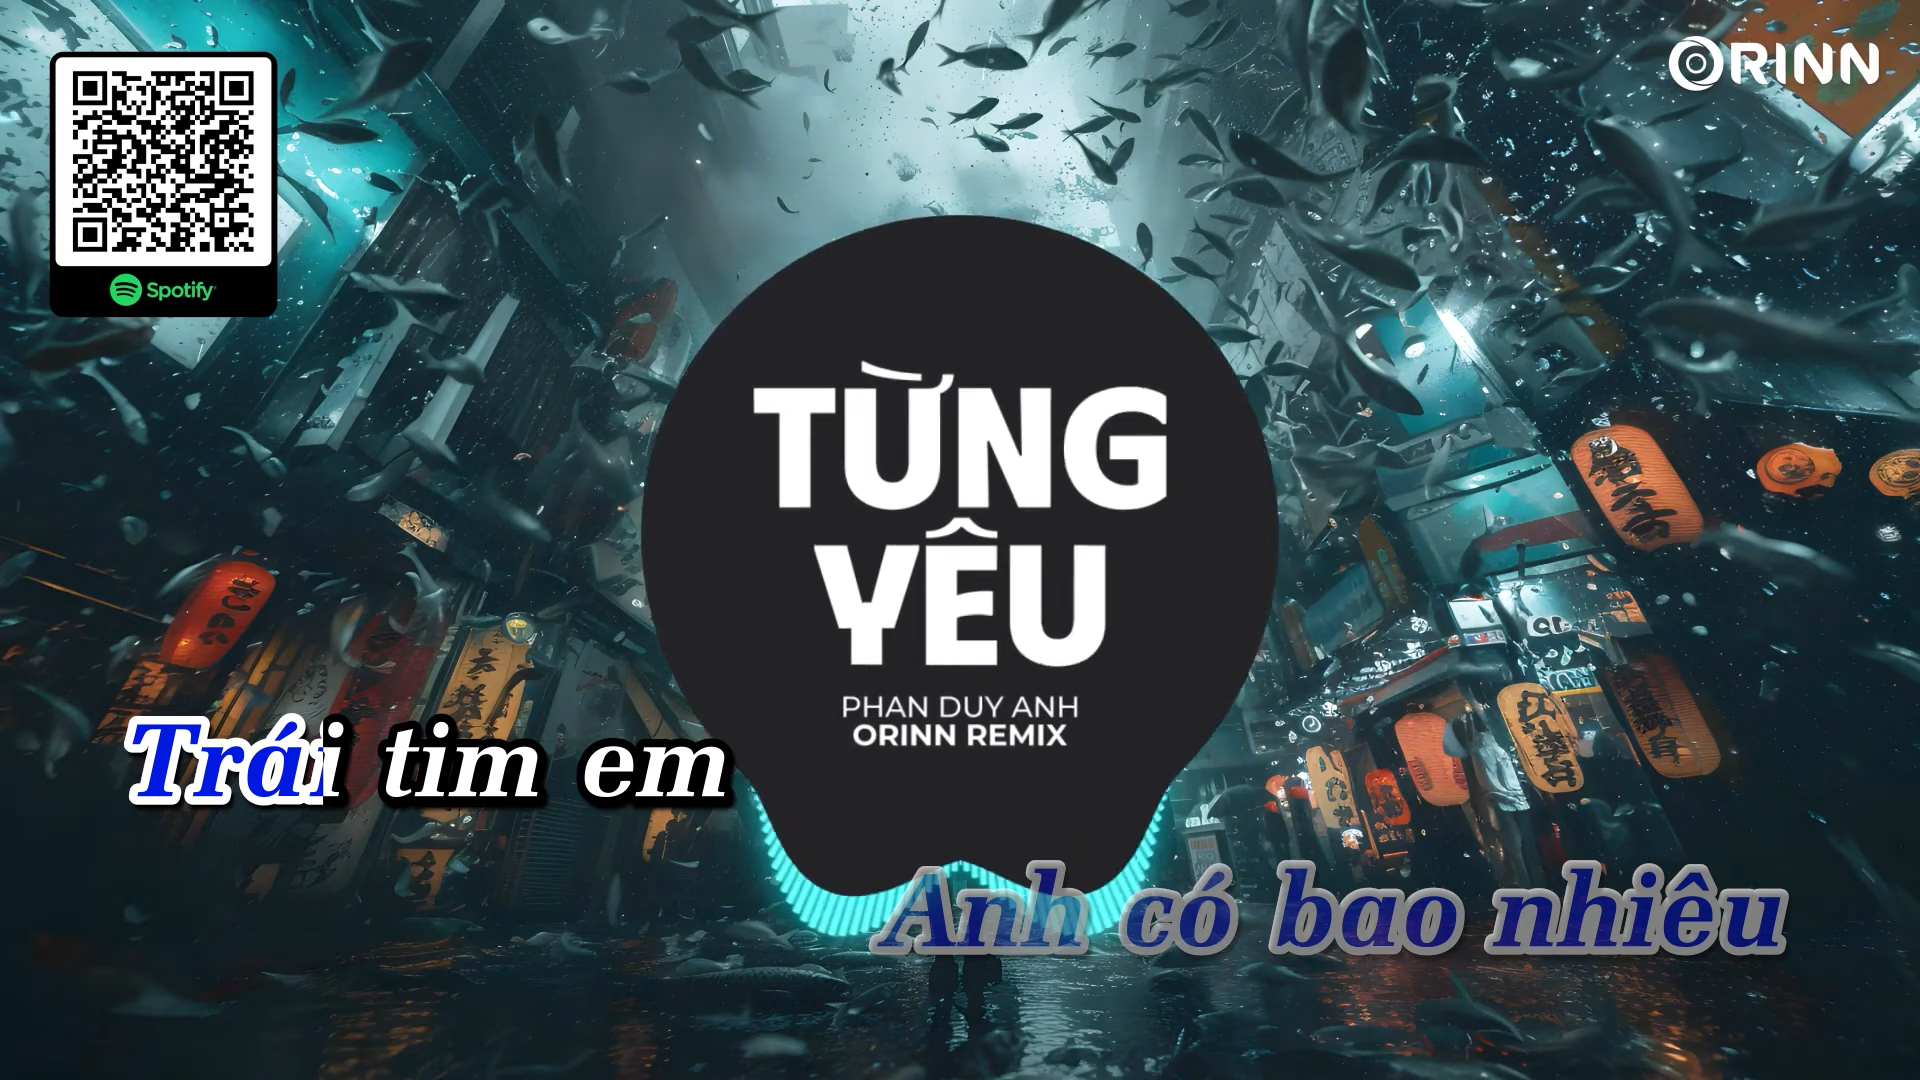 ORINN
Spotify
TỪNG
YÊU
PHAN DUY ANH
ORINN REMIX
Trái tim em
Anh có bao nhiêu